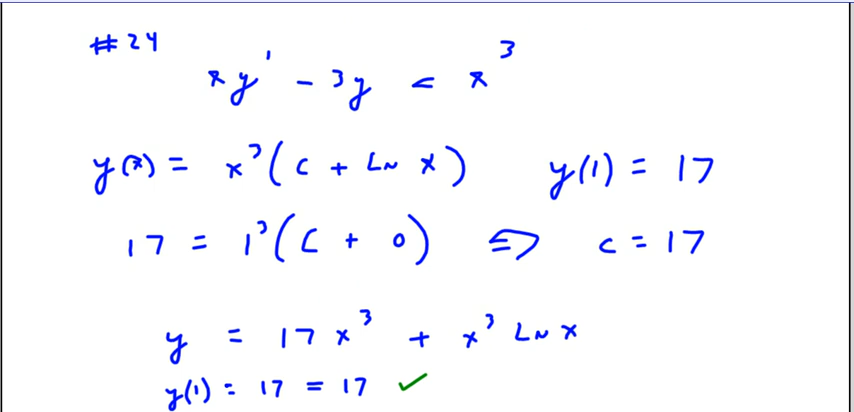 #24
xy' - 3y = x³
y(x) = x³(C + Ln x)   y(1) = 17
17 = 1³(C + 0) ⇒ C = 17
y = 17x³ + x³ Ln x
y(1) = 17 = 17 ✓